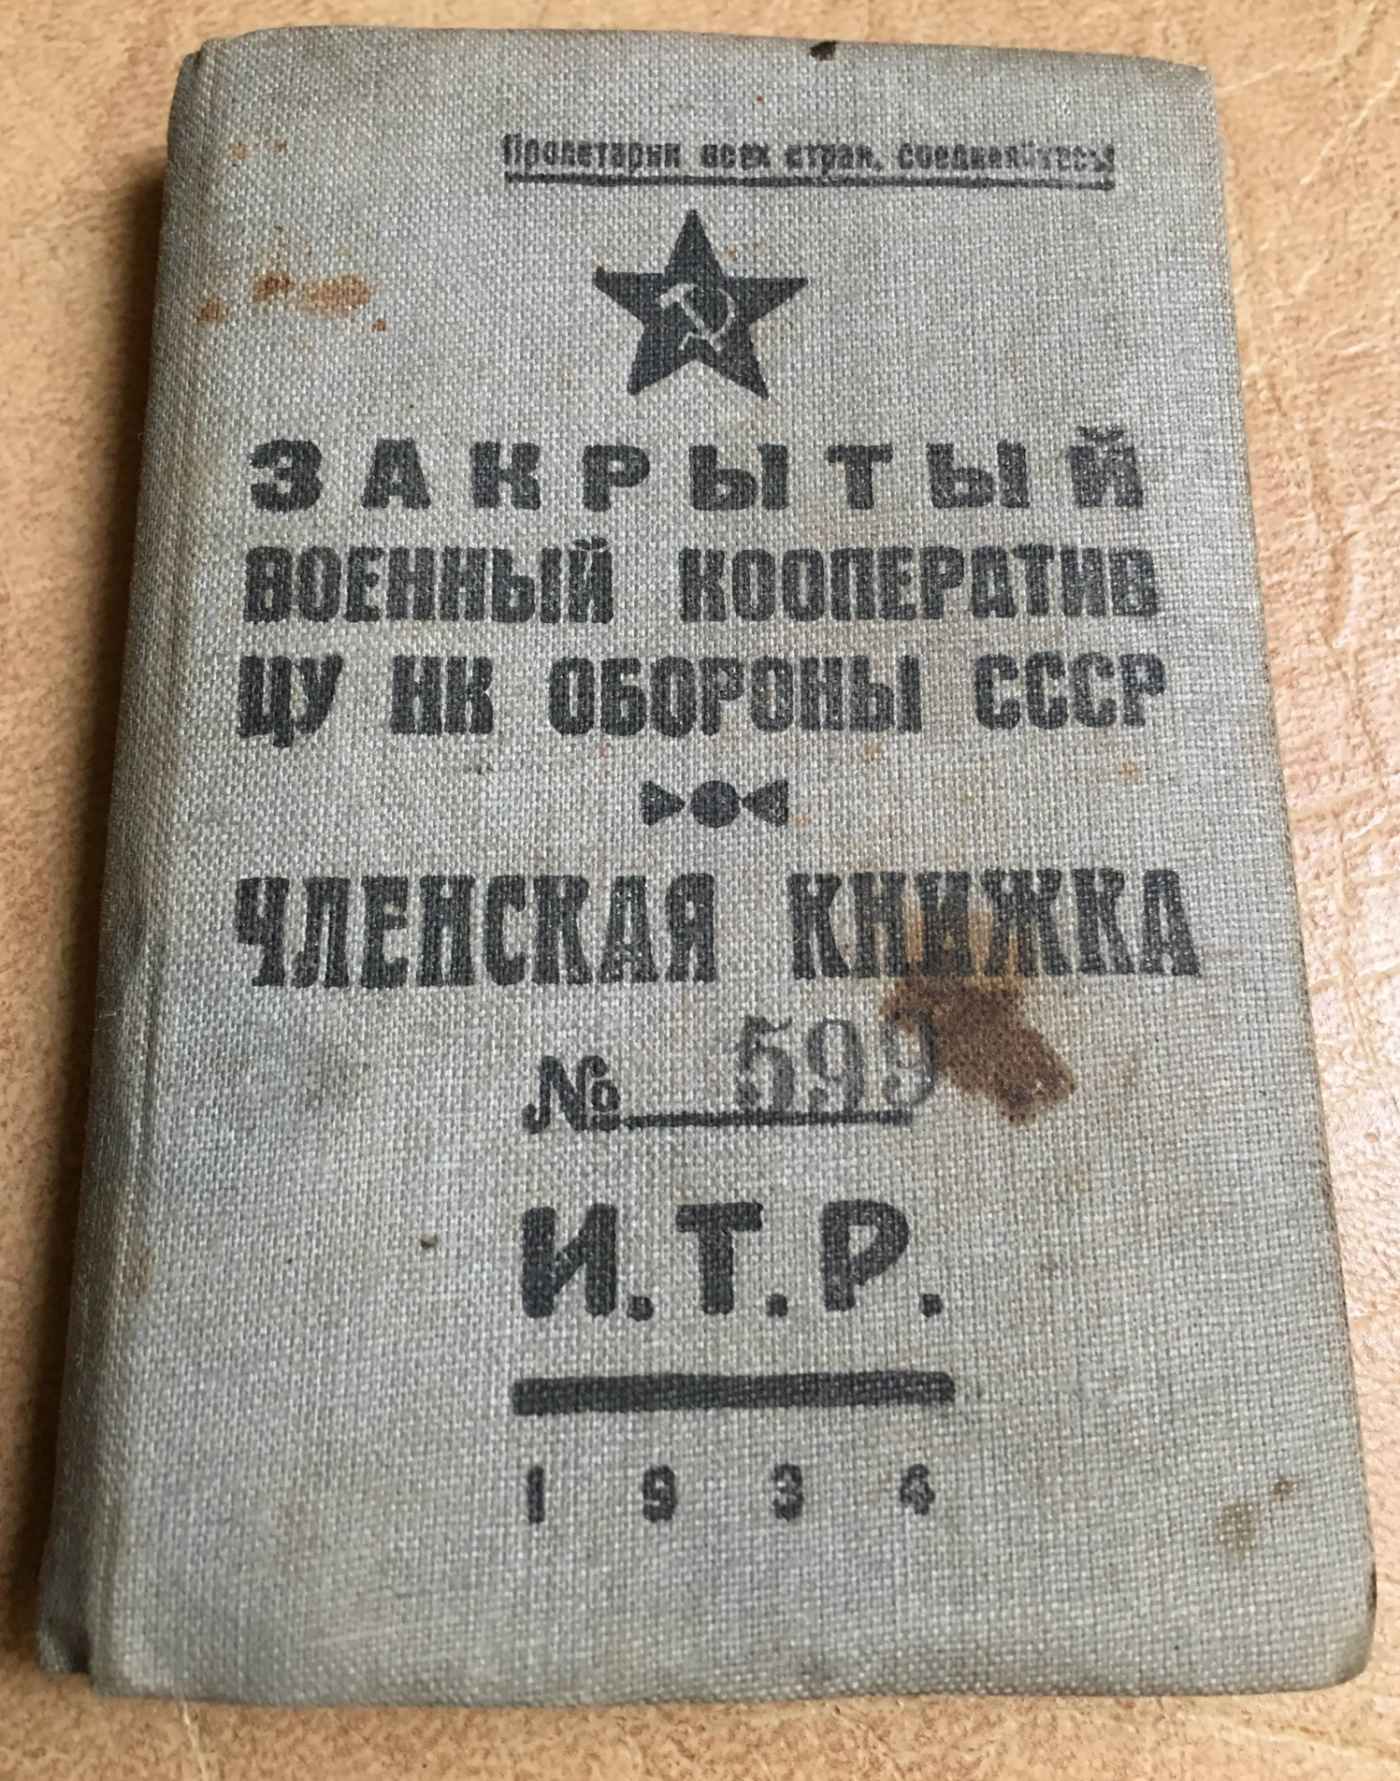 Пролетарии всех стран, соединяйтесь
ЗАКРЫТЫЙ
ВОЕННЫЙ КООПЕРАТИВ
ЦУ НК ОБОРОНЫ СССР
ЧЛЕНСКАЯ КНИЖКА
№ 599
И.Т.Р.
1934